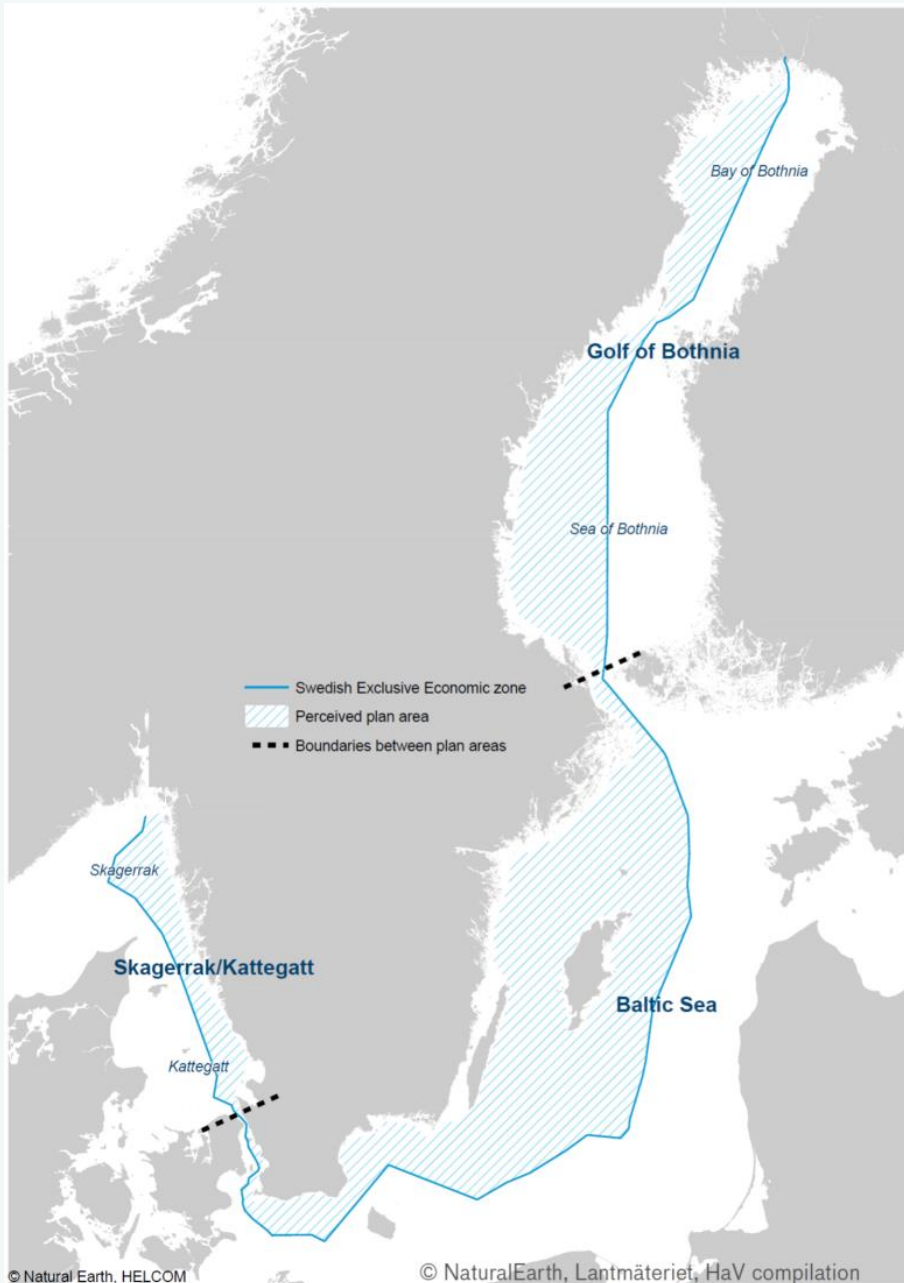 Bay of Bothnia
Golf of Bothnia
Sea of Bothnia
Swedish Exclusive Economic zone
Perceived plan area
Boundaries between plan areas
Skagerrak
Skagerrak/Kattegatt
Baltic Sea
Kattegatt
© Natural Earth, HELCOM
© NaturalEarth, Lantmäteriet, HaV compilation